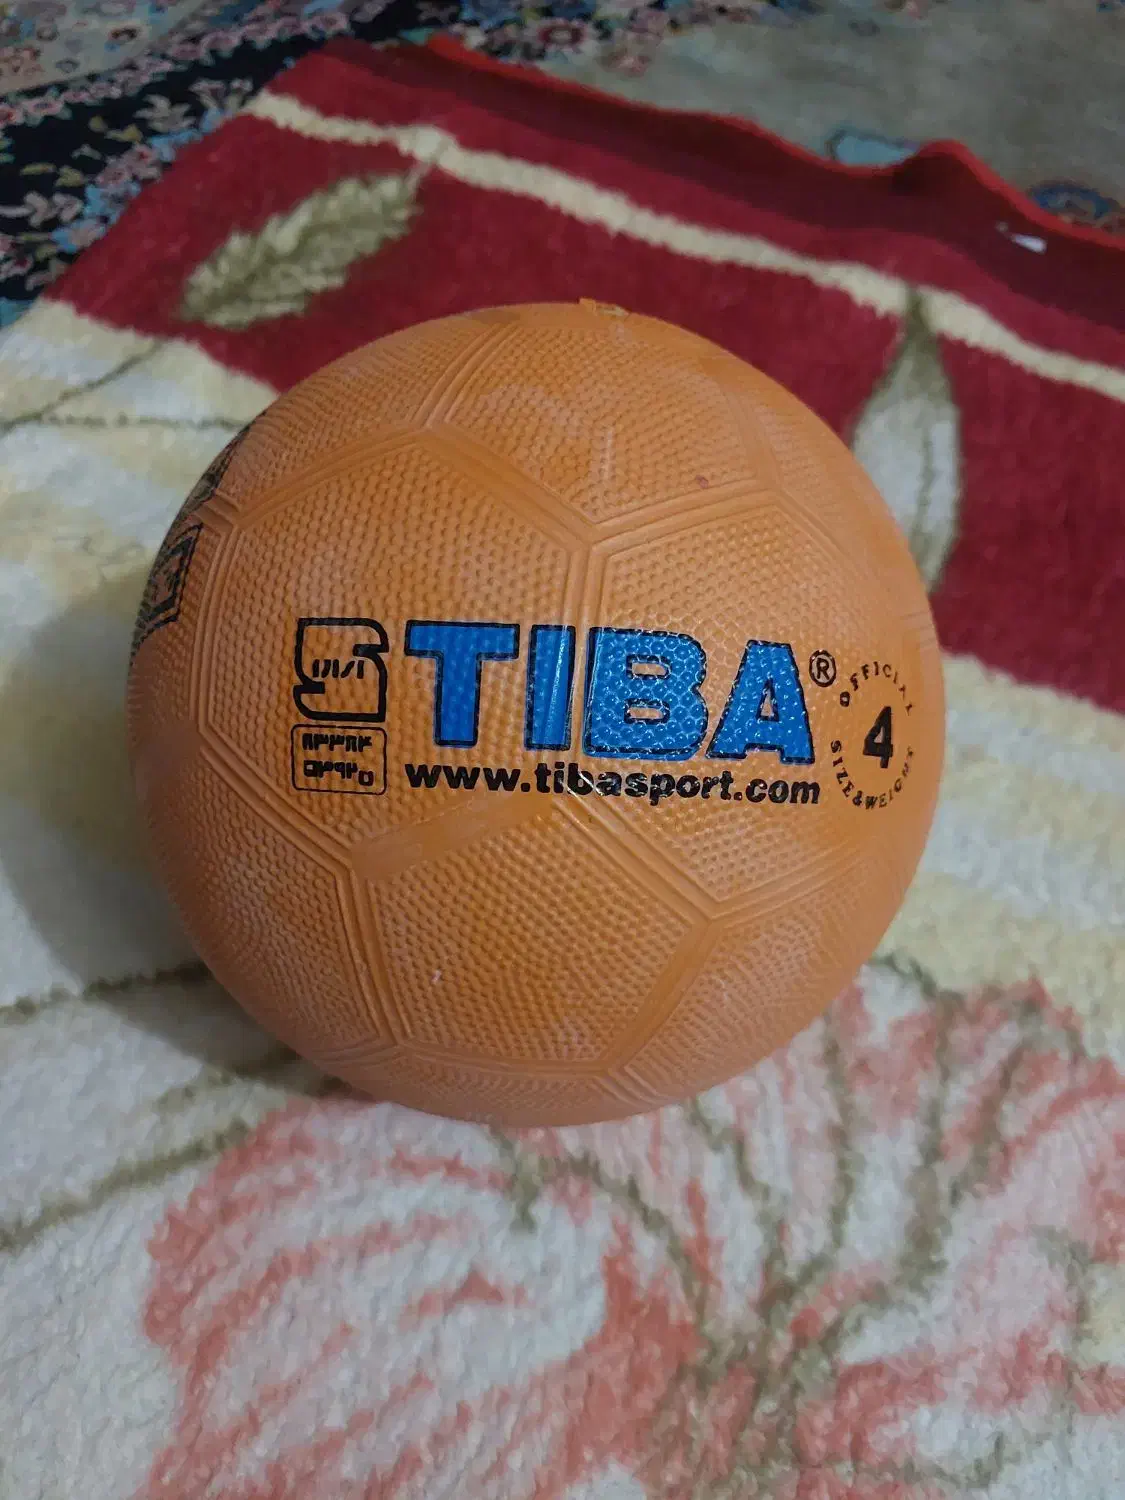 TIBA®
www.tibasport.com
OFFICIAL
4
SIZE & WEIGHT